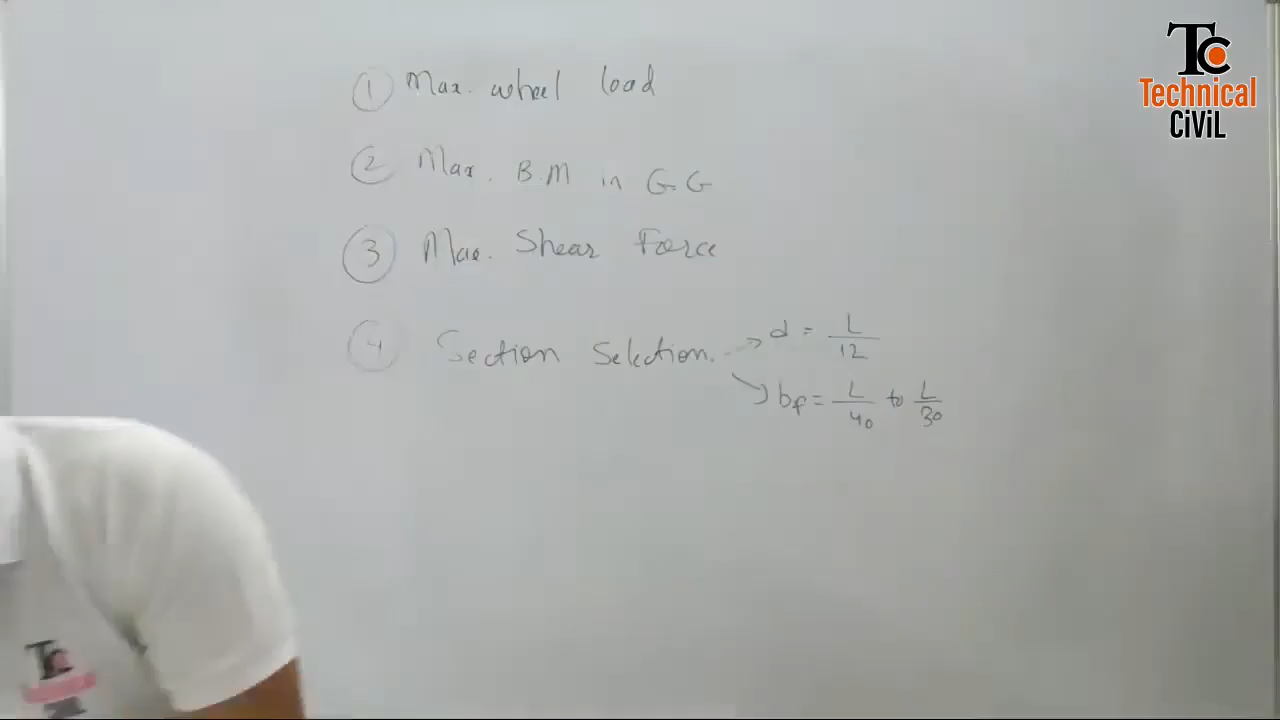 ① Max. wheel load
② Max. B.M in G.G
③ Max. Shear Force
④ Section Selection. → d = L/12
↘ bf = L/40 to L/30
TC
Technical
CiViL
TC